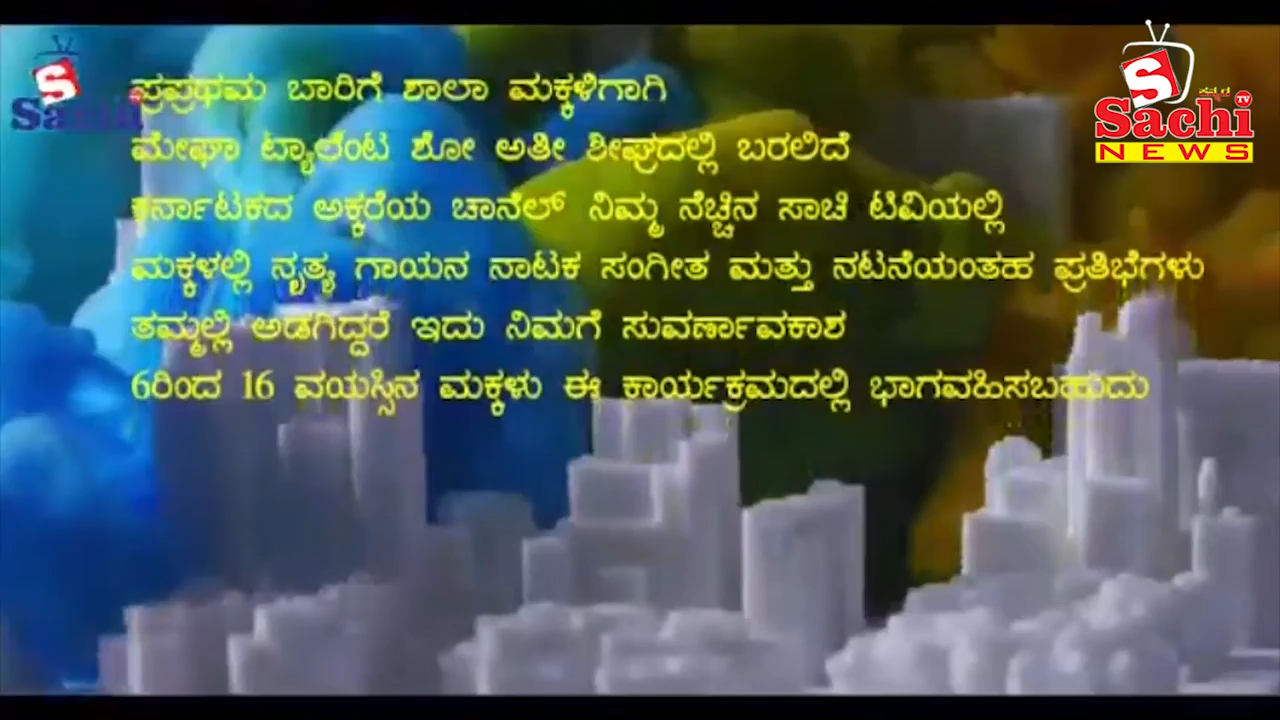 ಪ್ರಪ್ರಥಮ ಬಾರಿಗೆ ಶಾಲಾ ಮಕ್ಕಳಿಗಾಗಿ
ಮೇಘಾ ಟ್ಯಾಲೆಂಟ ಶೋ ಅತೀ ಶೀಘ್ರದಲ್ಲಿ ಬರಲಿದೆ
ಕರ್ನಾಟಕದ ಅಕ್ಕರೆಯ ಚಾನೆಲ್ ನಿಮ್ಮ ನೆಚ್ಚಿನ ಸಾಚಿ ಟಿವಿಯಲ್ಲಿ
ಮಕ್ಕಳಲ್ಲಿ ನೃತ್ಯ ಗಾಯನ ನಾಟಕ ಸಂಗೀತ ಮತ್ತು ನಟನೆಯಂತಹ ಪ್ರತಿಭೆಗಳು
ತಮ್ಮಲ್ಲಿ ಅಡಗಿದ್ದರೆ ಇದು ನಿಮಗೆ ಸುವರ್ಣಾವಕಾಶ
6ರಿಂದ 16 ವಯಸ್ಸಿನ ಮಕ್ಕಳು ಈ ಕಾರ್ಯಕ್ರಮದಲ್ಲಿ ಭಾಗವಹಿಸಬಹುದು
S
Sachi TV
NEWS